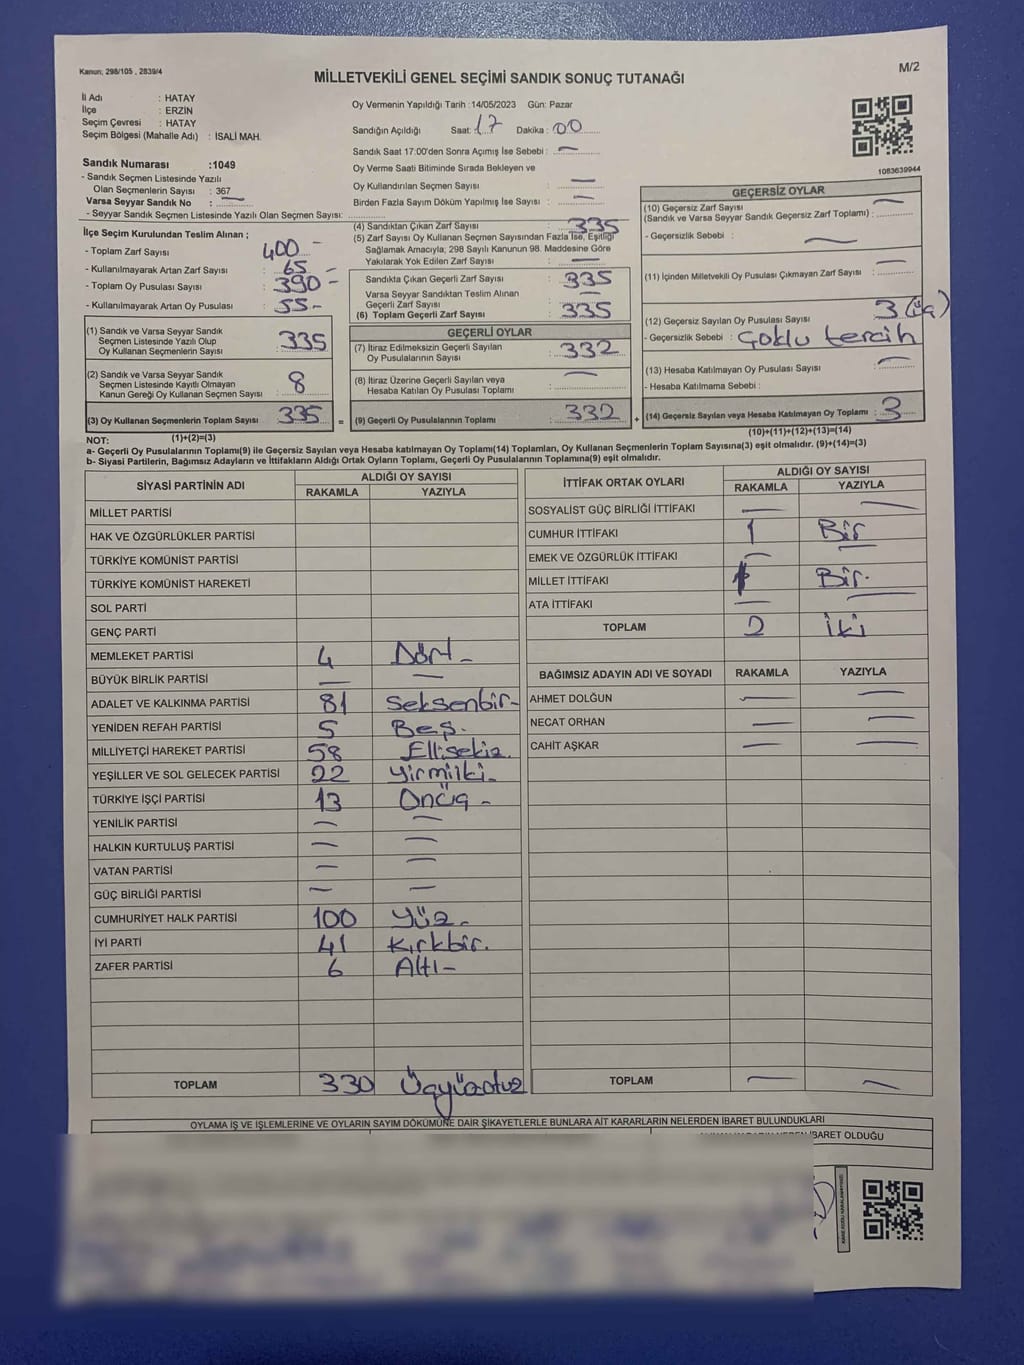 Kanun; 298/105 , 2839/4
MİLLETVEKİLİ GENEL SEÇİMİ SANDIK SONUÇ TUTANAĞI
M/2
İl Adı : HATAY
İlçe : ERZİN
Seçim Çevresi : HATAY
Seçim Bölgesi (Mahalle Adı) : İSALİ MAH.
Sandık Numarası :1049
- Sandık Seçmen Listesinde Yazılı
Olan Seçmenlerin Sayısı : 367
Varsa Seyyar Sandık No : —
- Seyyar Sandık Seçmen Listesinde Yazılı Olan Seçmen Sayısı:
Oy Vermenin Yapıldığı Tarih :14/05/2023 Gün: Pazar
Sandığın Açıldığı Saat: 17 Dakika : 00
Sandık Saat 17:00'den Sonra Açımış İse Sebebi : —
Oy Verme Saati Bitiminde Sırada Bekleyen ve
Oy Kullandırılan Seçmen Sayısı : —
Birden Fazla Sayım Döküm Yapılmış İse Sayısı : —
1083639944
İlçe Seçim Kurulundan Teslim Alınan ;
- Toplam Zarf Sayısı : 400 -
- Kullanılmayarak Artan Zarf Sayısı : 65 -
- Toplam Oy Pusulası Sayısı : 390 -
- Kullanılmayarak Artan Oy Pusulası : 55 -
(1) Sandık ve Varsa Seyyar Sandık
Seçmen Listesinde Yazılı Olup
Oy Kullanan Seçmenlerin Sayısı : 335
(2) Sandık ve Varsa Seyyar Sandık
Seçmen Listesinde Kayıtlı Olmayan
Kanun Gereği Oy Kullanan Seçmen Sayısı : 8
(3) Oy Kullanan Seçmenlerin Toplam Sayısı : 335 =
(1)+(2)=(3)
(4) Sandıktan Çıkan Zarf Sayısı : 335
(5) Zarf Sayısı Oy Kullanan Seçmen Sayısından Fazla İse, Eşitliği
Sağlamak Amacıyla; 298 Sayılı Kanunun 98. Maddesine Göre
Yakılarak Yok Edilen Zarf Sayısı : —
Sandıkta Çıkan Geçerli Zarf Sayısı : 335
Varsa Seyyar Sandıktan Teslim Alınan
Geçerli Zarf Sayısı : —
(6) Toplam Geçerli Zarf Sayısı : 335
GEÇERLİ OYLAR
(7) İtiraz Edilmeksizin Geçerli Sayılan
Oy Pusulalarının Sayısı : 332
(8) İtiraz Üzerine Geçerli Sayılan veya
Hesaba Katılan Oy Pusulası Toplamı : —
(9) Geçerli Oy Pusulalarının Toplamı : 332 +
GEÇERSİZ OYLAR
(10) Geçersiz Zarf Sayısı
(Sandık ve Varsa Seyyar Sandık Geçersiz Zarf Toplamı) : —
- Geçersizlik Sebebi : —
(11) İçinden Milletvekili Oy Pusulası Çıkmayan Zarf Sayısı : —
(12) Geçersiz Sayılan Oy Pusulası Sayısı : 3 (üç)
- Geçersizlik Sebebi : Çoklu tercih
(13) Hesaba Katılmayan Oy Pusulası Sayısı : —
- Hesaba Katılmama Sebebi :
(14) Geçersiz Sayılan veya Hesaba Katılmayan Oy Toplamı : 3
(10)+(11)+(12)+(13)=(14)
NOT:
a- Geçerli Oy Pusulalarının Toplamı(9) ile Geçersiz Sayılan veya Hesaba katılmayan Oy Toplamı(14) Toplamları, Oy Kullanan Seçmenlerin Toplam Sayısına(3) eşit olmalıdır. (9)+(14)=(3)
b- Siyasi Partilerin, Bağımsız Adayların ve İttifakların Aldığı Ortak Oyların Toplamı, Geçerli Oy Pusulalarının Toplamına(9) eşit olmalıdır.
SİYASİ PARTİNİN ADI
ALDIĞI OY SAYISI
RAKAMLA YAZIYLA
MİLLET PARTİSİ
HAK VE ÖZGÜRLÜKLER PARTİSİ
TÜRKİYE KOMÜNİST PARTİSİ
TÜRKİYE KOMÜNİST HAREKETİ
SOL PARTİ
GENÇ PARTİ
MEMLEKET PARTİSİ 4 Dört -
BÜYÜK BİRLİK PARTİSİ — —
ADALET VE KALKINMA PARTİSİ 81 Seksenbir -
YENİDEN REFAH PARTİSİ 5 Beş.
MİLLİYETÇİ HAREKET PARTİSİ 58 Ellisekiz.
YEŞİLLER VE SOL GELECEK PARTİSİ 22 Yirmiiki -
TÜRKİYE İŞÇİ PARTİSİ 13 Onüç -
YENİLİK PARTİSİ — —
HALKIN KURTULUŞ PARTİSİ — —
VATAN PARTİSİ — —
GÜÇ BİRLİĞİ PARTİSİ — —
CUMHURİYET HALK PARTİSİ 100 Yüz -
İYİ PARTİ 41 Kırkbir.
ZAFER PARTİSİ 6 Altı -
TOPLAM 330 Üçyüzotuz
İTTİFAK ORTAK OYLARI
ALDIĞI OY SAYISI
RAKAMLA YAZIYLA
SOSYALİST GÜÇ BİRLİĞİ İTTİFAKI — —
CUMHUR İTTİFAKI 1 Bir
EMEK VE ÖZGÜRLÜK İTTİFAKI — —
MİLLET İTTİFAKI 1 Bir.
ATA İTTİFAKI — —
TOPLAM 2 İki
BAĞIMSIZ ADAYIN ADI VE SOYADI RAKAMLA YAZIYLA
AHMET DOLĞUN — —
NECAT ORHAN — —
CAHİT AŞKAR — —
TOPLAM — —
OYLAMA İŞ VE İŞLEMLERİNE VE OYLARIN SAYIM DÖKÜMÜNE DAİR ŞİKAYETLERLE BUNLARA AİT KARARLARIN NELERDEN İBARET BULUNDUKLARI
İBARET OLDUĞU